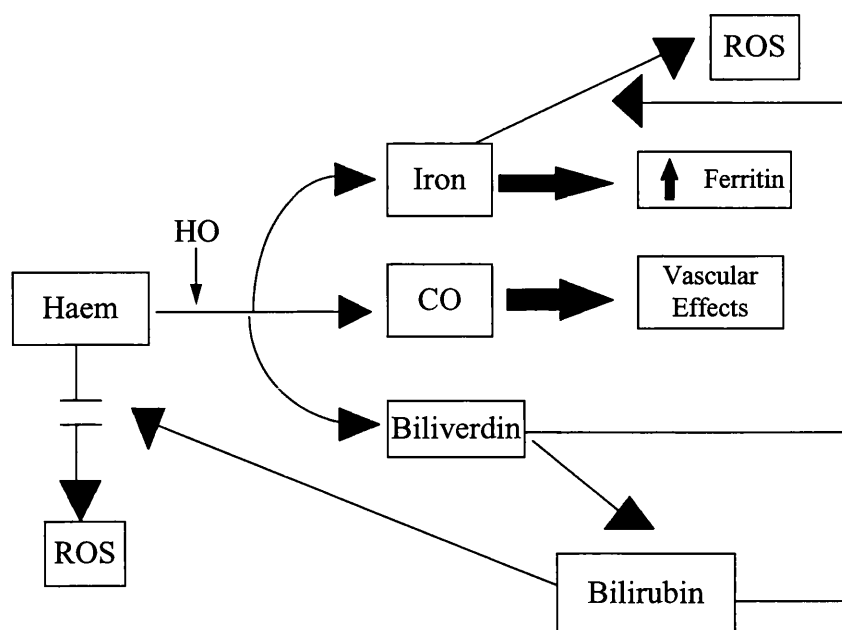 ROS
Iron
Ferritin
HO
Haem
CO
Vascular
Effects
Biliverdin
ROS
Bilirubin